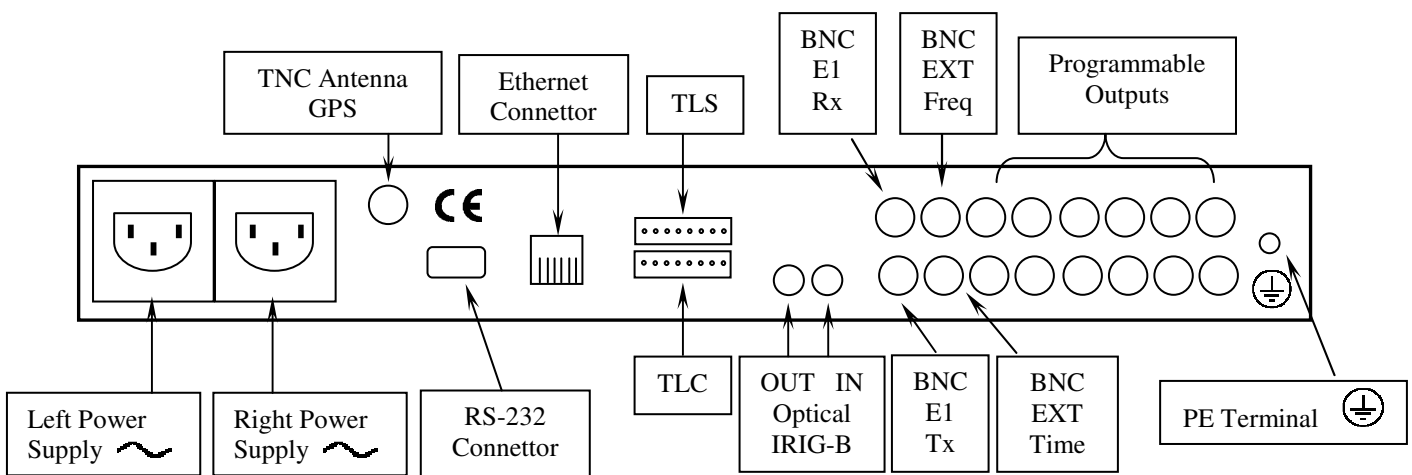 TNC Antenna
GPS
Ethernet
Connettor
TLS
BNC
E1
Rx
BNC
EXT
Freq
Programmable
Outputs
CE
Left Power
Supply
Right Power
Supply
RS-232
Connettor
TLC
OUT IN
Optical
IRIG-B
BNC
E1
Tx
BNC
EXT
Time
PE Terminal